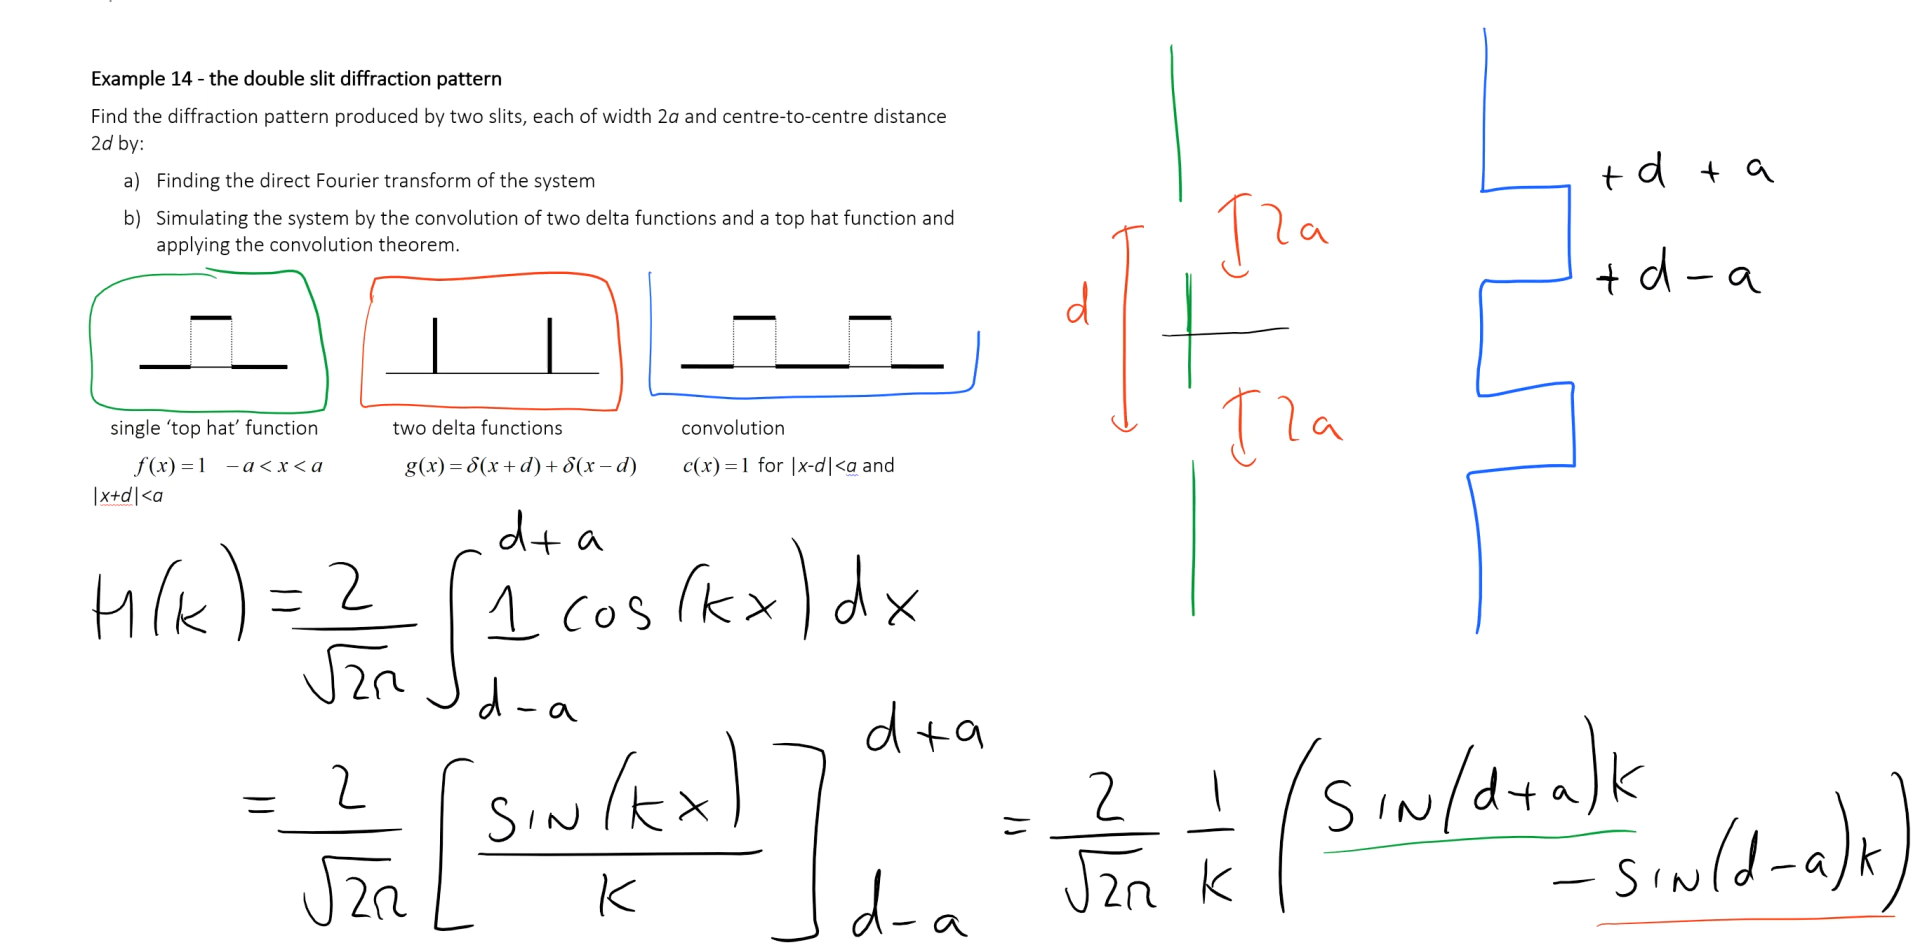 Example 14 - the double slit diffraction pattern
Find the diffraction pattern produced by two slits, each of width 2a and centre-to-centre distance
2d by:
a) Finding the direct Fourier transform of the system
b) Simulating the system by the convolution of two delta functions and a top hat function and
applying the convolution theorem.
single ‘top hat’ function
two delta functions
convolution
f(x) = 1 −a < x < a
g(x) = δ(x + d) + δ(x − d)
c(x) = 1 for |x-d|<a and
|x+d|<a
d
2a
2a
+d + a
+d − a
H(k) = 2/√2π ∫_{d−a}^{d+a} 1 cos(kx) dx
= 2/√2π [sin(kx)/k]_{d−a}^{d+a} = 2/√2π 1/k (sin(d+a)k
− sin(d−a)k)